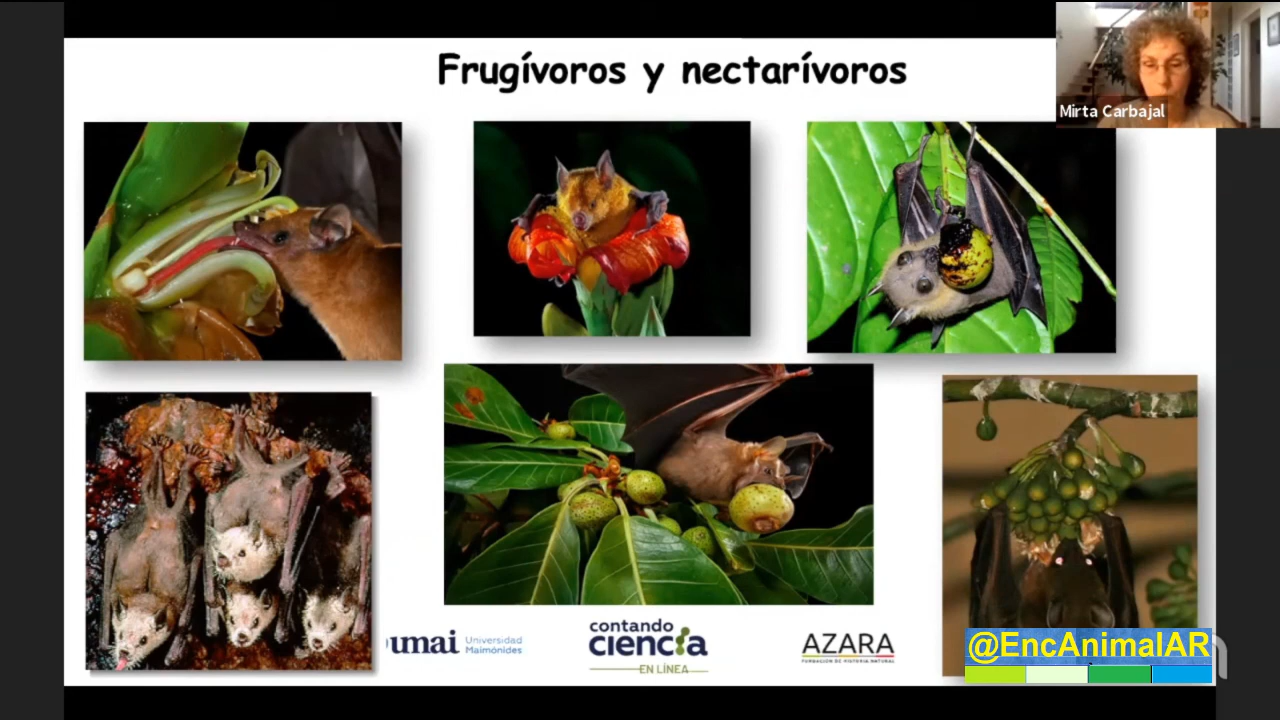 Frugívoros y nectarívoros
Mirta Carbajal
umai Universidad
Maimónides
contando
ciencia
EN LÍNEA
AZARA
FUNDACIÓN DE HISTORIA NATURAL
@EncAnimalAR